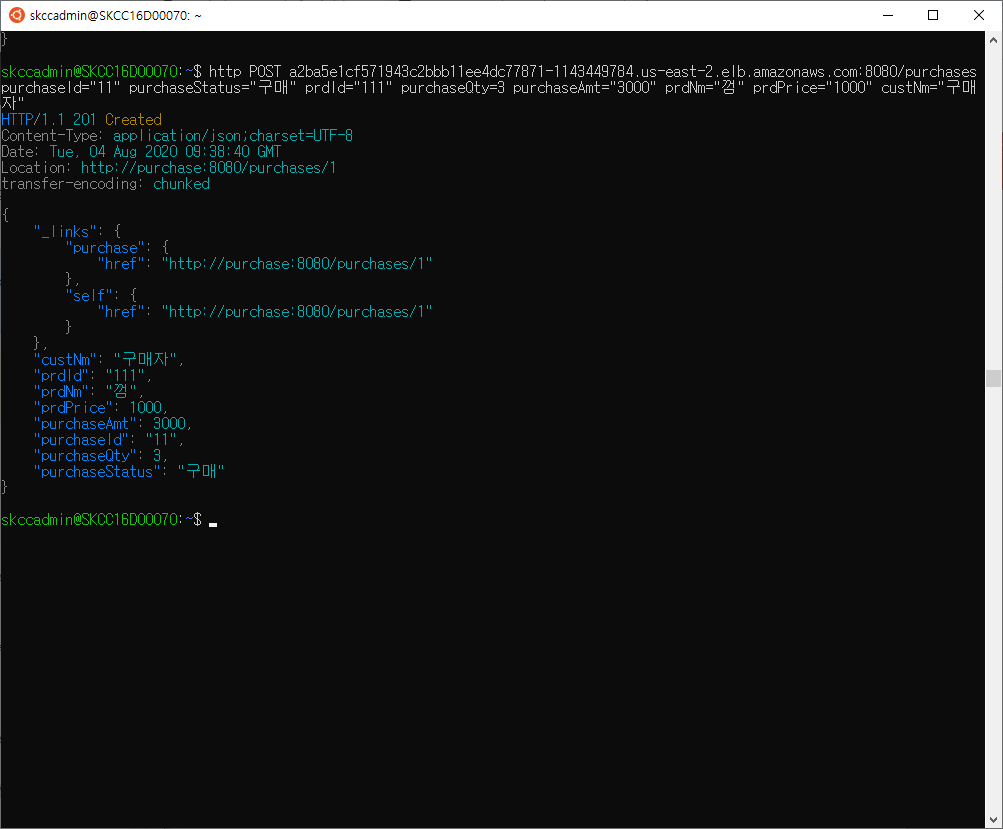 skccadmin@SKCC16D00070: ~
}
skccadmin@SKCC16D00070:~$ http POST a2ba5e1cf571943c2bbb11ee4dc77871-1143449784.us-east-2.elb.amazonaws.com:8080/purchases
purchaseId="11" purchaseStatus="구매" prdId="111" purchaseQty=3 purchaseAmt="3000" prdNm="껌" prdPrice="1000" custNm="구매
자"
HTTP/1.1 201 Created
Content-Type: application/json;charset=UTF-8
Date: Tue, 04 Aug 2020 09:38:40 GMT
Location: http://purchase:8080/purchases/1
transfer-encoding: chunked
{
    "_links": {
        "purchase": {
            "href": "http://purchase:8080/purchases/1"
        },
        "self": {
            "href": "http://purchase:8080/purchases/1"
        }
    },
    "custNm": "구매자",
    "prdId": "111",
    "prdNm": "껌",
    "prdPrice": 1000,
    "purchaseAmt": 3000,
    "purchaseId": "11",
    "purchaseQty": 3,
    "purchaseStatus": "구매"
}
skccadmin@SKCC16D00070:~$